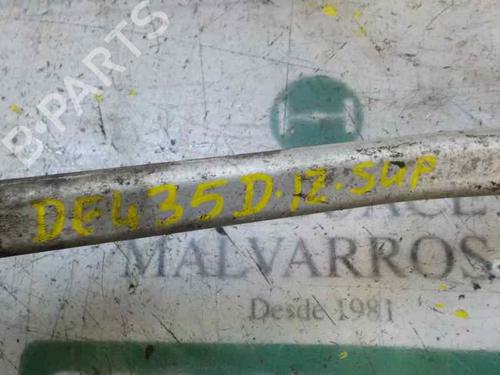 B-PARTS
DE435D.IZ.SUP
MALVARROS
Desde 1981